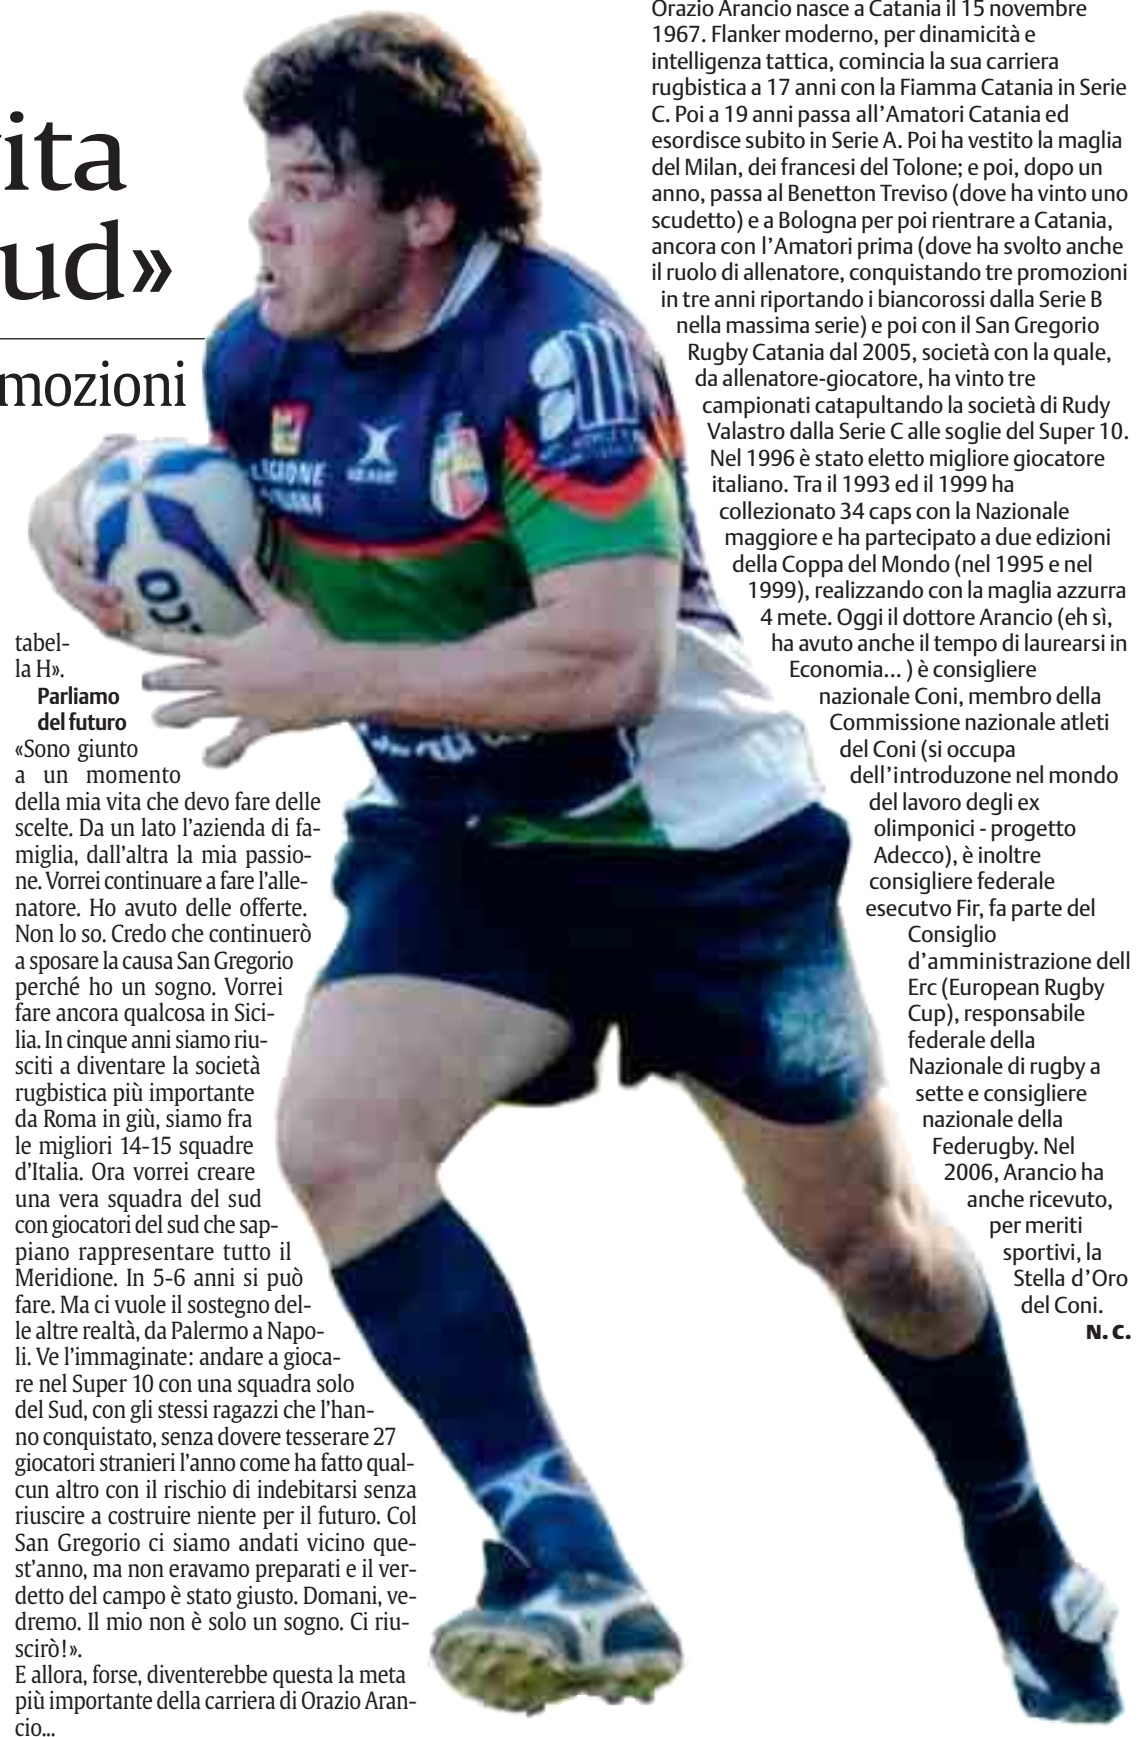 ita
ud»
mozioni
tabel-
la H».
Parliamo
del futuro
«Sono giunto
a un momento
della mia vita che devo fare delle
scelte. Da un lato l'azienda di fa-
miglia, dall'altra la mia passio-
ne. Vorrei continuare a fare l'alle-
natore. Ho avuto delle offerte.
Non lo so. Credo che continuerò
a sposare la causa San Gregorio
perché ho un sogno. Vorrei
fare ancora qualcosa in Sici-
lia. In cinque anni siamo riu-
sciti a diventare la società
rugbistica più importante
da Roma in giù, siamo fra
le migliori 14-15 squadre
d'Italia. Ora vorrei creare
una vera squadra del sud
con giocatori del sud che sap-
piano rappresentare tutto il
Meridione. In 5-6 anni si può
fare. Ma ci vuole il sostegno del-
le altre realtà, da Palermo a Napo-
li. Ve l'immaginate: andare a gioca-
re nel Super 10 con una squadra solo
del Sud, con gli stessi ragazzi che l'han-
no conquistato, senza dovere tesserare 27
giocatori stranieri l'anno come ha fatto qual-
cun altro con il rischio di indebitarsi senza
riuscire a costruire niente per il futuro. Col
San Gregorio ci siamo andati vicino que-
st'anno, ma non eravamo preparati e il ver-
detto del campo è stato giusto. Domani, ve-
dremo. Il mio non è solo un sogno. Ci riu-
scirò!».
E allora, forse, diventerebbe questa la meta
più importante della carriera di Orazio Aran-
cio...
Orazio Arancio nasce a Catania il 15 novembre
1967. Flanker moderno, per dinamicità e
intelligenza tattica, comincia la sua carriera
rugbistica a 17 anni con la Fiamma Catania in Serie
C. Poi a 19 anni passa all'Amatori Catania ed
esordisce subito in Serie A. Poi ha vestito la maglia
del Milan, dei francesi del Tolone; e poi, dopo un
anno, passa al Benetton Treviso (dove ha vinto uno
scudetto) e a Bologna per poi rientrare a Catania,
ancora con l'Amatori prima (dove ha svolto anche
il ruolo di allenatore, conquistando tre promozioni
in tre anni riportando i biancorossi dalla Serie B
nella massima serie) e poi con il San Gregorio
Rugby Catania dal 2005, società con la quale,
da allenatore-giocatore, ha vinto tre
campionati catapultando la società di Rudy
Valastro dalla Serie C alle soglie del Super 10.
Nel 1996 è stato eletto migliore giocatore
italiano. Tra il 1993 ed il 1999 ha
collezionato 34 caps con la Nazionale
maggiore e ha partecipato a due edizioni
della Coppa del Mondo (nel 1995 e nel
1999), realizzando con la maglia azzurra
4 mete. Oggi il dottore Arancio (eh sì,
ha avuto anche il tempo di laurearsi in
Economia... ) è consigliere
nazionale Coni, membro della
Commissione nazionale atleti
del Coni (si occupa
dell'introduzone nel mondo
del lavoro degli ex
olimponici - progetto
Adecco), è inoltre
consigliere federale
esecutvo Fir, fa parte del
Consiglio
d'amministrazione dell
Erc (European Rugby
Cup), responsabile
federale della
Nazionale di rugby a
sette e consigliere
nazionale della
Federugby. Nel
2006, Arancio ha
anche ricevuto,
per meriti
sportivi, la
Stella d'Oro
del Coni.
N. C.